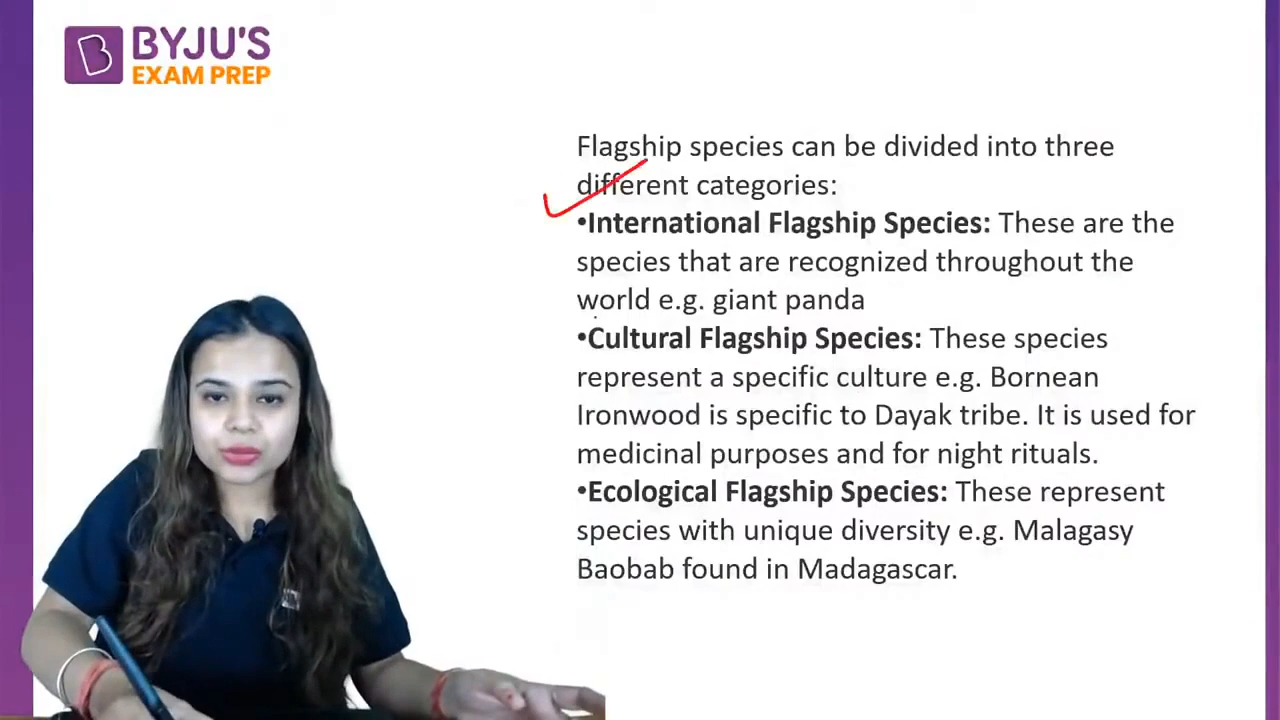 BYJU'S
EXAM PREP
Flagship species can be divided into three
different categories:
•International Flagship Species: These are the
species that are recognized throughout the
world e.g. giant panda
•Cultural Flagship Species: These species
represent a specific culture e.g. Bornean
Ironwood is specific to Dayak tribe. It is used for
medicinal purposes and for night rituals.
•Ecological Flagship Species: These represent
species with unique diversity e.g. Malagasy
Baobab found in Madagascar.